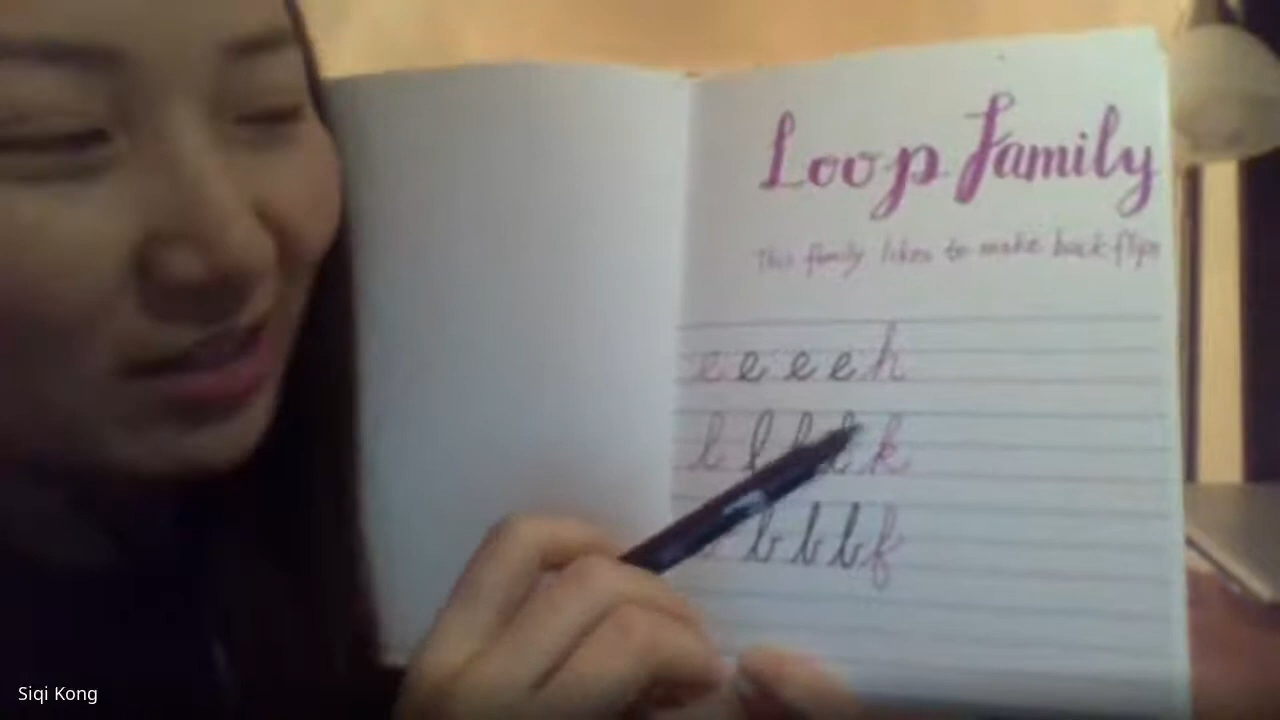 Loop Family
This family likes to make back-flips
e e e e h
l l l l k
b b b f
Siqi Kong